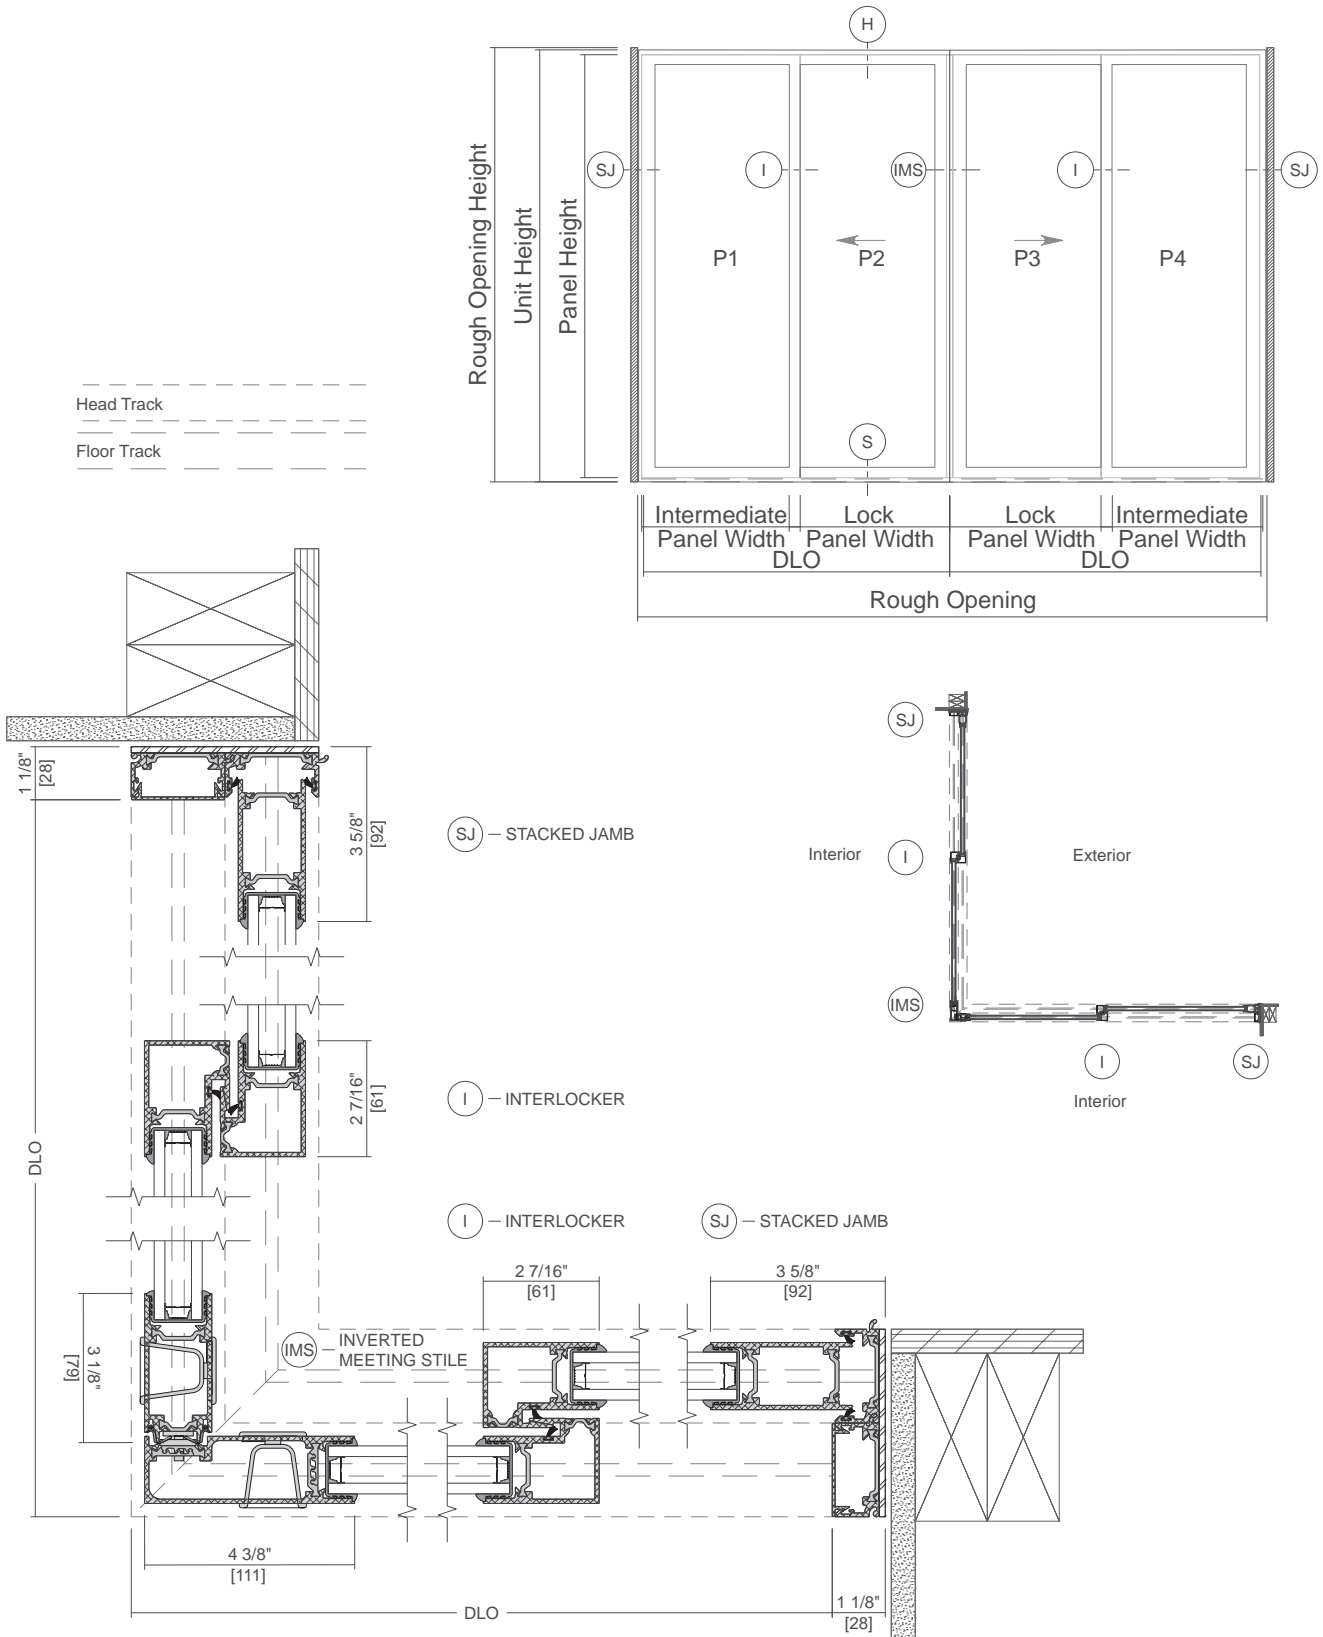 H
SJ
I
IMS
I
SJ
Rough Opening Height
Unit Height
Panel Height
P1
P2
P3
P4
S
Intermediate
Panel Width
Lock
Panel Width
Lock
Panel Width
Intermediate
Panel Width
DLO
DLO
Rough Opening
Head Track
Floor Track
1 1/8"
[28]
3 5/8"
[92]
SJ
STACKED JAMB
2 7/16"
[61]
I
INTERLOCKER
DLO
SJ
Interior
I
Exterior
IMS
I
SJ
Interior
I
INTERLOCKER
SJ
STACKED JAMB
2 7/16"
[61]
3 5/8"
[92]
3 1/8"
[79]
IMS
INVERTED
MEETING STILE
4 3/8"
[111]
DLO
1 1/8"
[28]